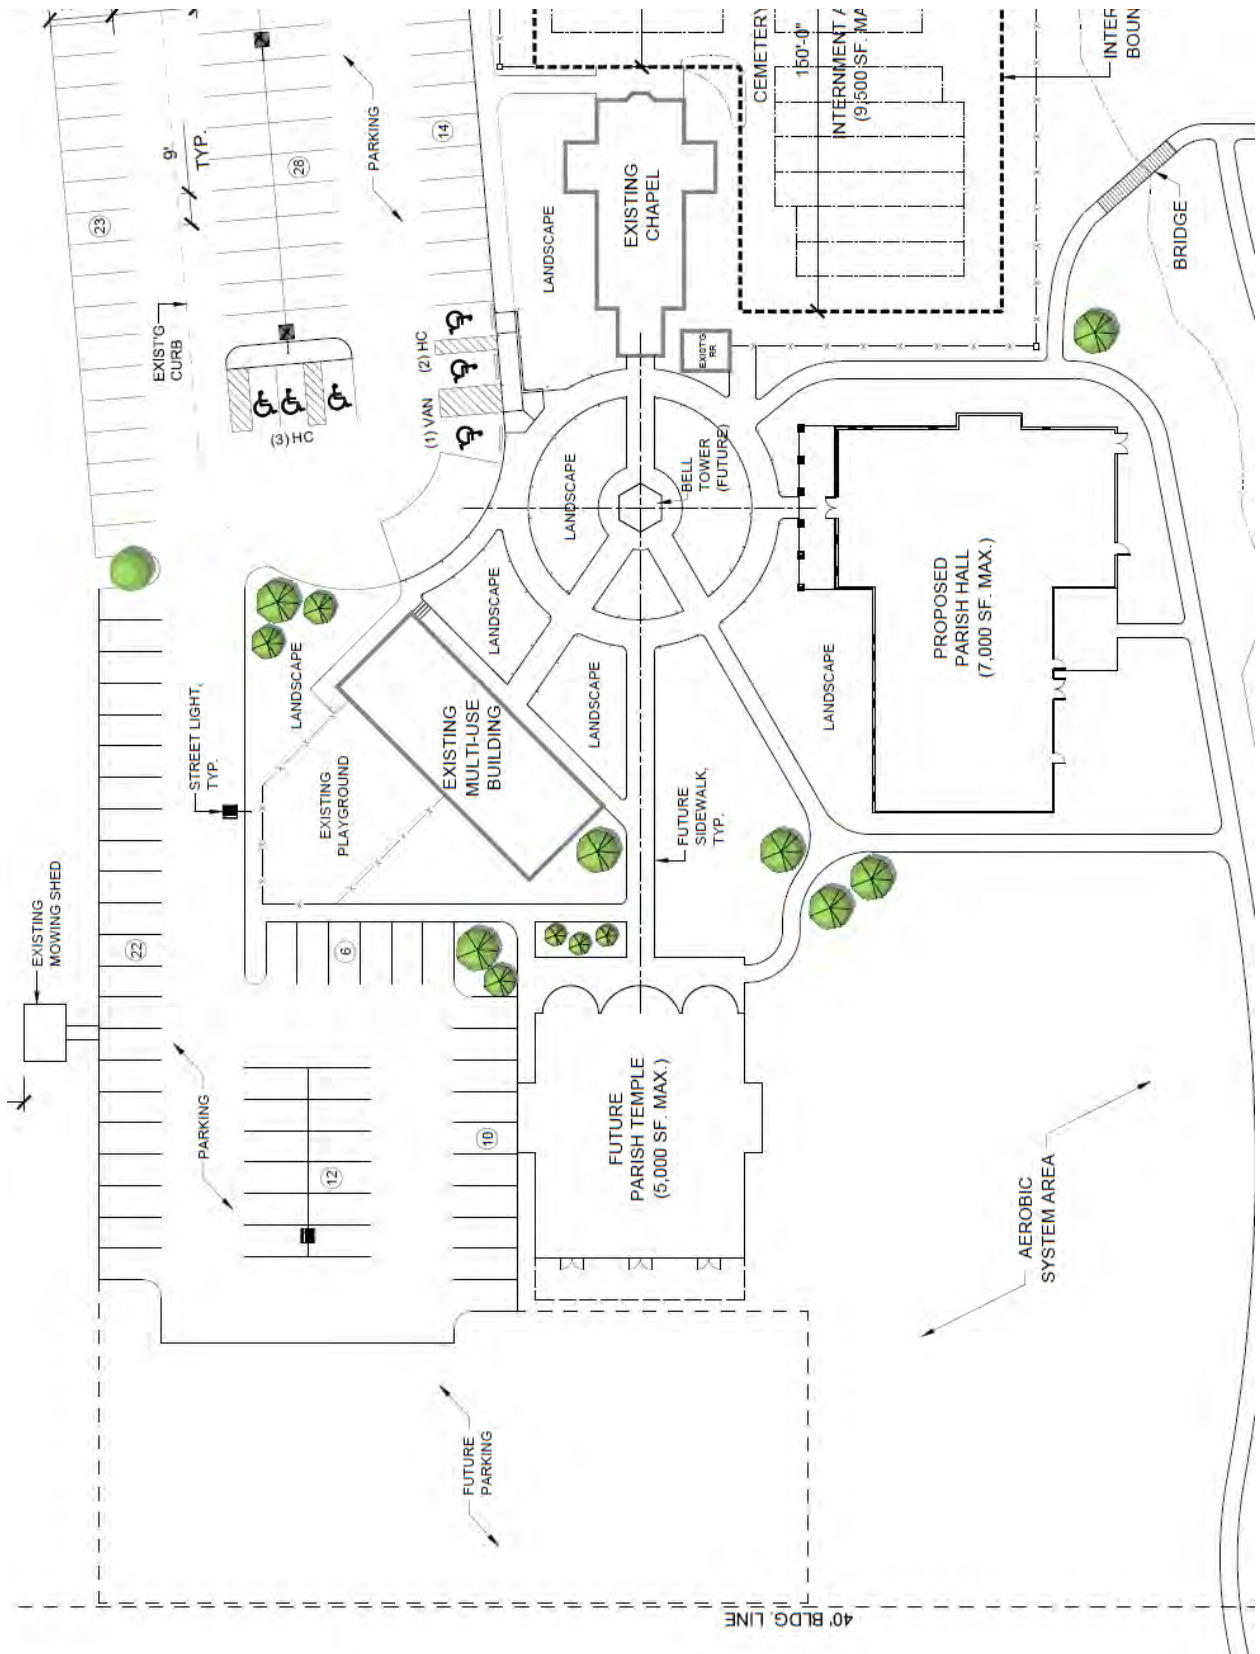 CEMETERY
150'-0"
INTERNMENT
(9,500 SF.
INTER
BOUN
9'
TYP.
PARKING
14
28
23
EXISTING
CHAPEL
LANDSCAPE
BRIDGE
EXIST'G
CURB
(2) HC
(1) VAN
(3) HC
EXIST'G
RR
LANDSCAPE
BELL
TOWER
(FUTURE)
LANDSCAPE
LANDSCAPE
LANDSCAPE
LANDSCAPE
PROPOSED
PARISH HALL
(7,000 SF. MAX.)
STREET LIGHT,
TYP.
EXISTING
MULTI-USE
BUILDING
EXISTING
PLAYGROUND
FUTURE
SIDEWALK,
TYP.
EXISTING
MOWING SHED
22
6
PARKING
12
10
FUTURE
PARISH TEMPLE
(5,000 SF. MAX.)
AEROBIC
SYSTEM AREA
FUTURE
PARKING
40' BLDG. LINE